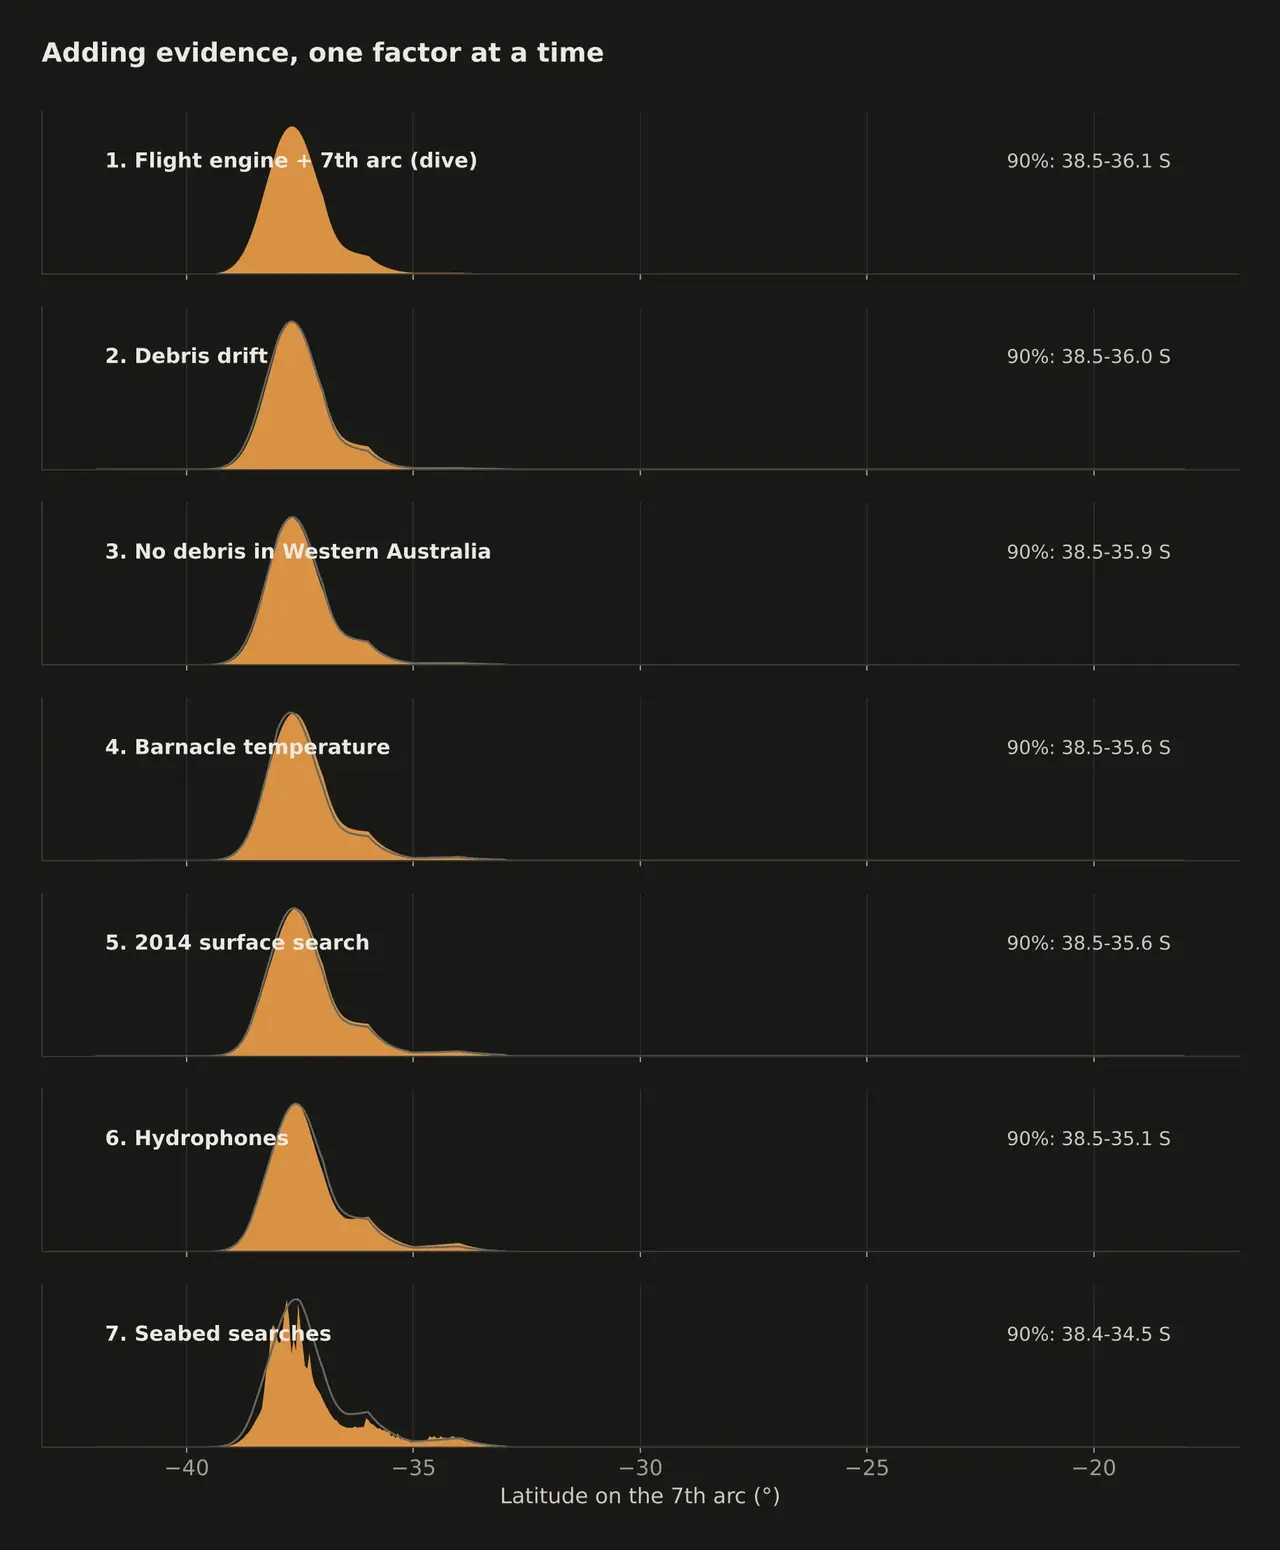 Adding evidence, one factor at a time
1. Flight engine + 7th arc (dive)
90%: 38.5-36.1 S
2. Debris drift
90%: 38.5-36.0 S
3. No debris in Western Australia
90%: 38.5-35.9 S
4. Barnacle temperature
90%: 38.5-35.6 S
5. 2014 surface search
90%: 38.5-35.6 S
6. Hydrophones
90%: 38.5-35.1 S
7. Seabed searches
90%: 38.4-34.5 S
−40 −35 −30 −25 −20
Latitude on the 7th arc (°)